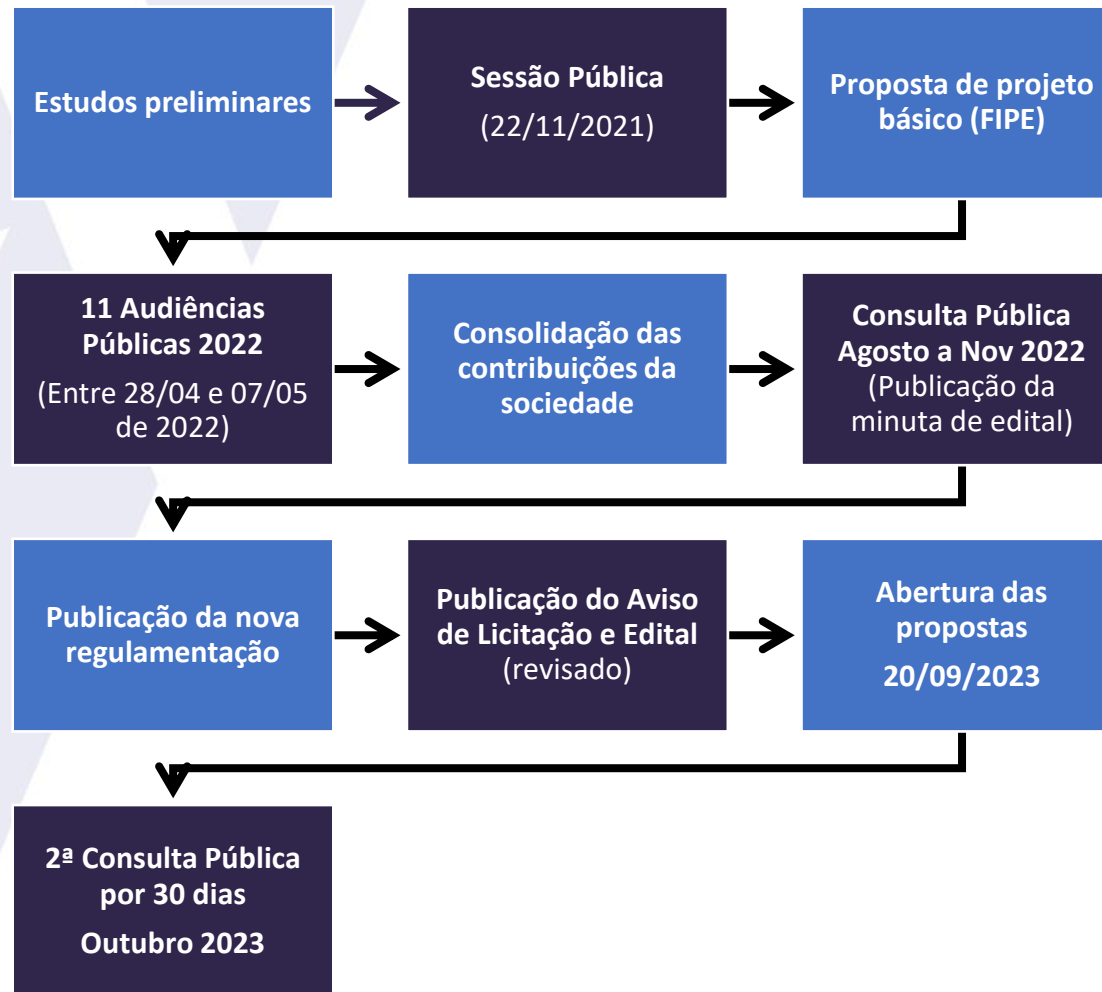 Estudos preliminares
Sessão Pública
(22/11/2021)
Proposta de projeto
básico (FIPE)
11 Audiências
Públicas 2022
(Entre 28/04 e 07/05
de 2022)
Consolidação das
contribuições da
sociedade
Consulta Pública
Agosto a Nov 2022
(Publicação da
minuta de edital)
Publicação da nova
regulamentação
Publicação do Aviso
de Licitação e Edital
(revisado)
Abertura das
propostas
20/09/2023
2ª Consulta Pública
por 30 dias
Outubro 2023